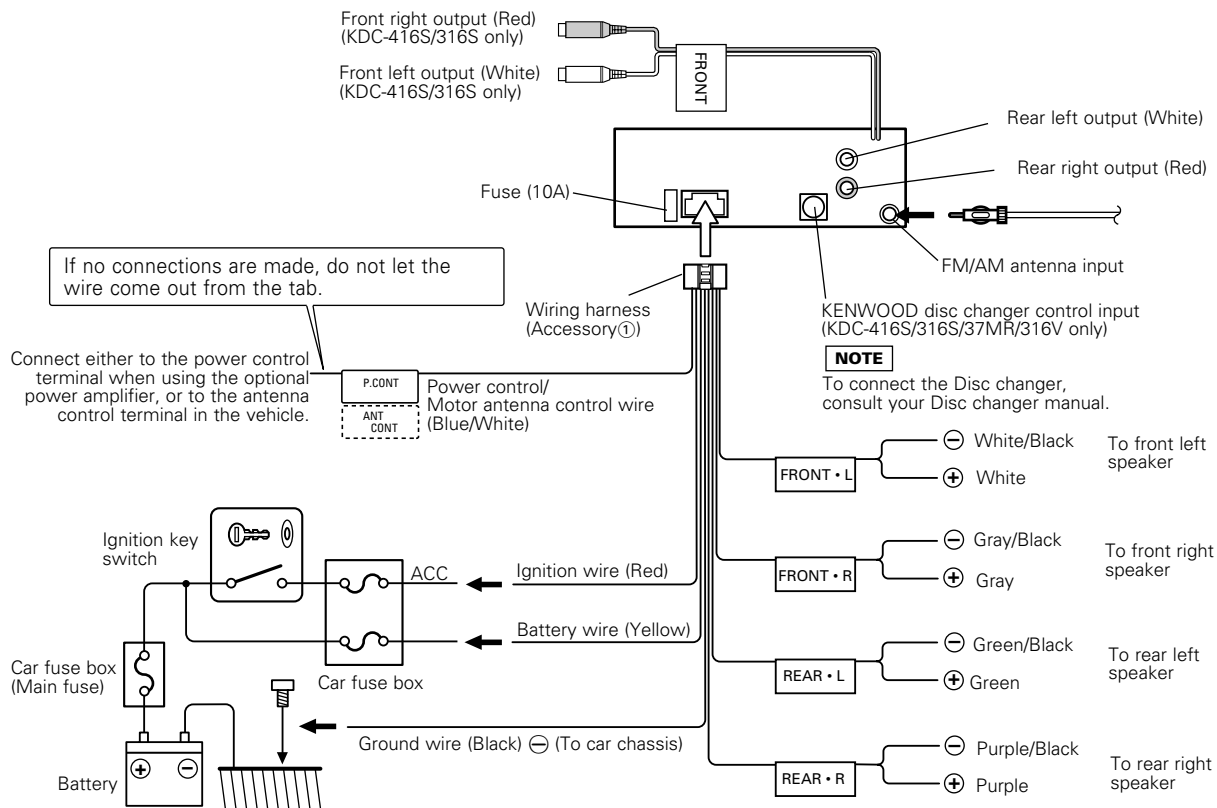 Front right output (Red)
(KDC-416S/316S only)
Front left output (White)
(KDC-416S/316S only)
FRONT
Rear left output (White)
Rear right output (Red)
Fuse (10A)
FM/AM antenna input
If no connections are made, do not let the
wire come out from the tab.
Wiring harness
(Accessory①)
KENWOOD disc changer control input
(KDC-416S/316S/37MR/316V only)
NOTE
To connect the Disc changer,
consult your Disc changer manual.
Connect either to the power control
terminal when using the optional
power amplifier, or to the antenna
control terminal in the vehicle.
P.CONT
ANT
CONT
Power control/
Motor antenna control wire
(Blue/White)
FRONT • L
⊖ White/Black
⊕ White
To front left
speaker
Ignition key
switch
ACC
Ignition wire (Red)
FRONT • R
⊖ Gray/Black
⊕ Gray
To front right
speaker
Battery wire (Yellow)
Car fuse box
(Main fuse)
Car fuse box
REAR • L
⊖ Green/Black
⊕ Green
To rear left
speaker
Ground wire (Black) ⊖ (To car chassis)
Battery
⊕ ⊖
REAR • R
⊖ Purple/Black
⊕ Purple
To rear right
speaker